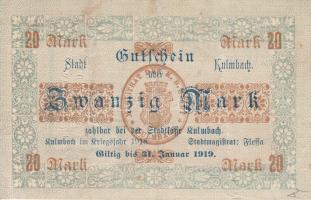 20 Mark Mark 20
Gutschein
Stadt über Kulmbach.
Zwanzig Mark
zahlbar bei der Stadtkasse Kulmbach.
Kulmbach im Kriegsjahr 1918. Stadtmagistrat: Flessa
Giltig bis 31. Januar 1919.
20 Mark Mark 20